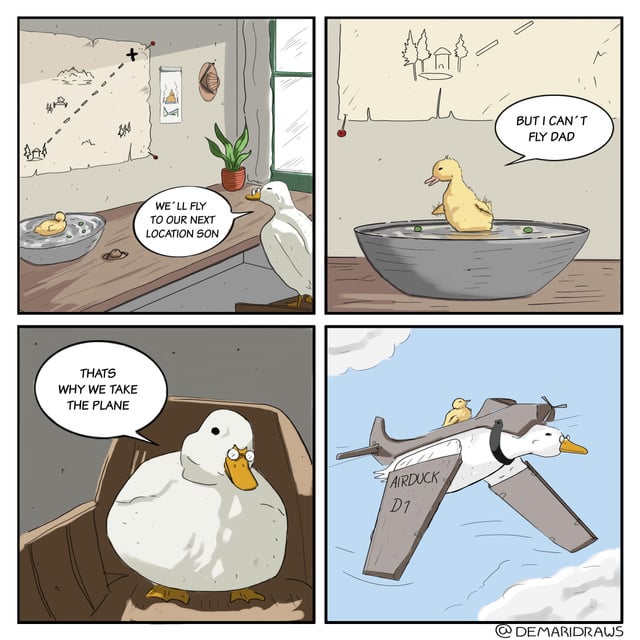 WE´LL FLY
TO OUR NEXT
LOCATION SON
BUT I CAN´T
FLY DAD
THATS
WHY WE TAKE
THE PLANE
AIRDUCK
D1
© DEMARIDRAWS